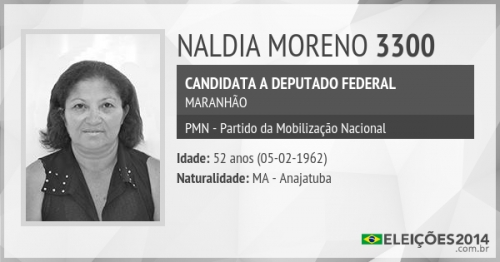 NALDIA MORENO 3300
CANDIDATA A DEPUTADO FEDERAL
MARANHÃO
PMN - Partido da Mobilização Nacional
Idade: 52 anos (05-02-1962)
Naturalidade: MA - Anajatuba
ELEIÇÕES2014
.com.br